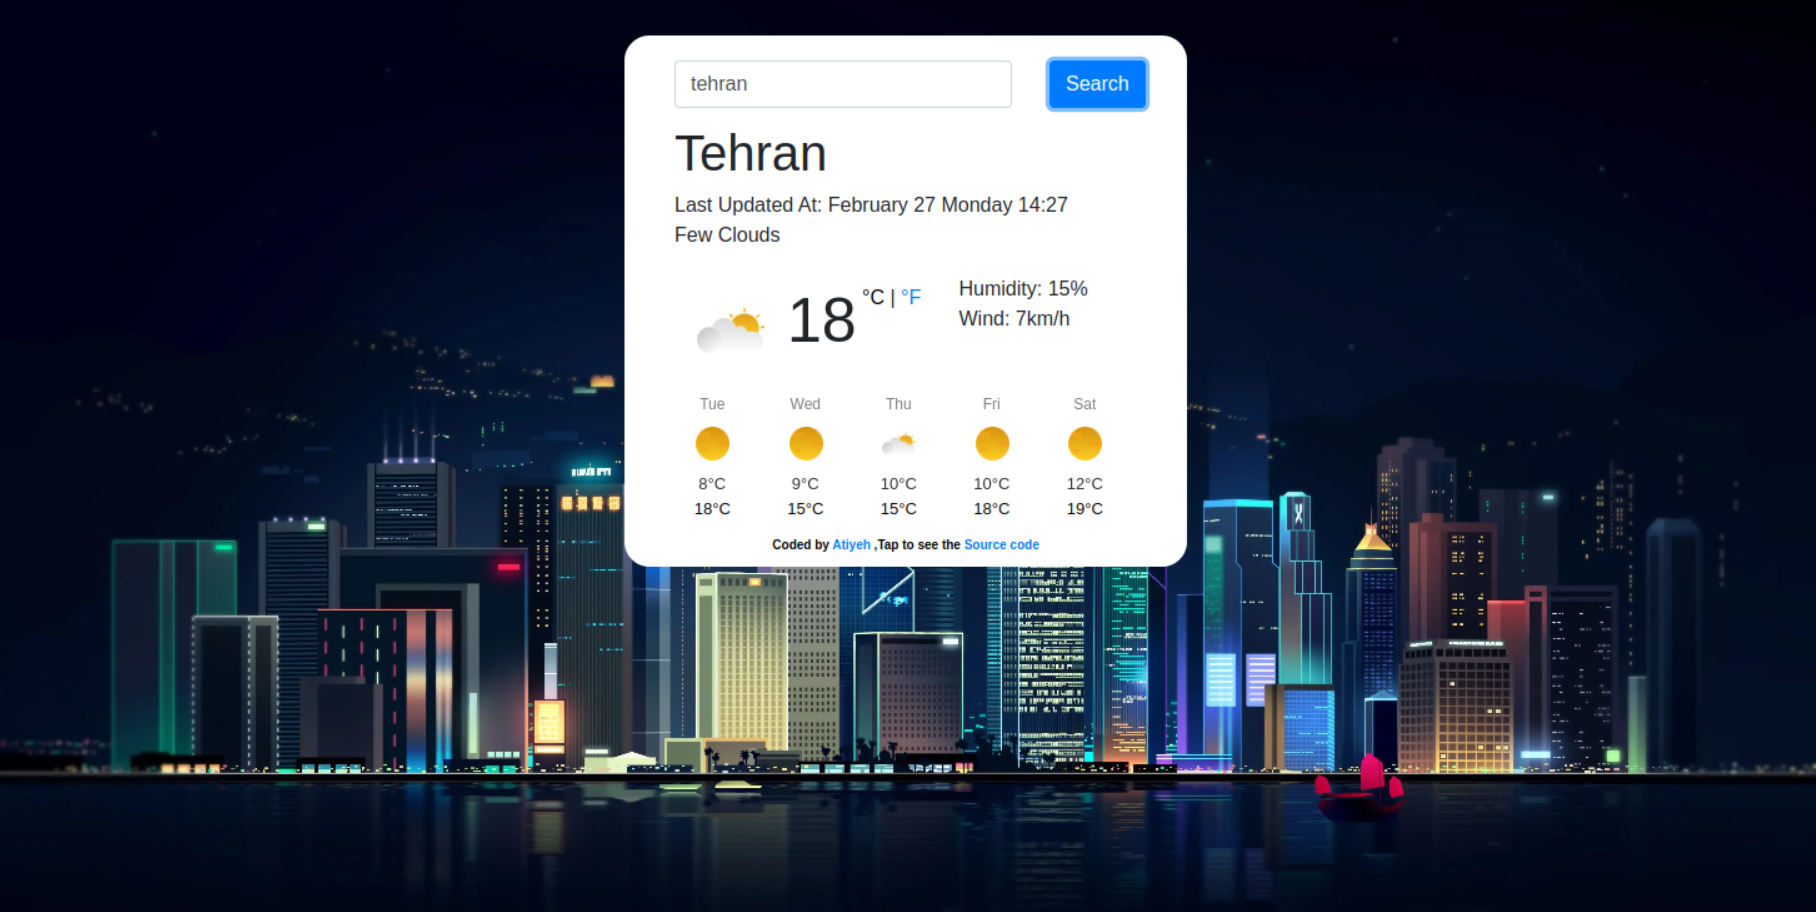 tehran Search
Tehran
Last Updated At: February 27 Monday 14:27
Few Clouds
18 °C | °F
Humidity: 15%
Wind: 7km/h
Tue Wed Thu Fri Sat
8°C 9°C 10°C 10°C 12°C
18°C 15°C 15°C 18°C 19°C
Coded by Atiyeh ,Tap to see the Source code